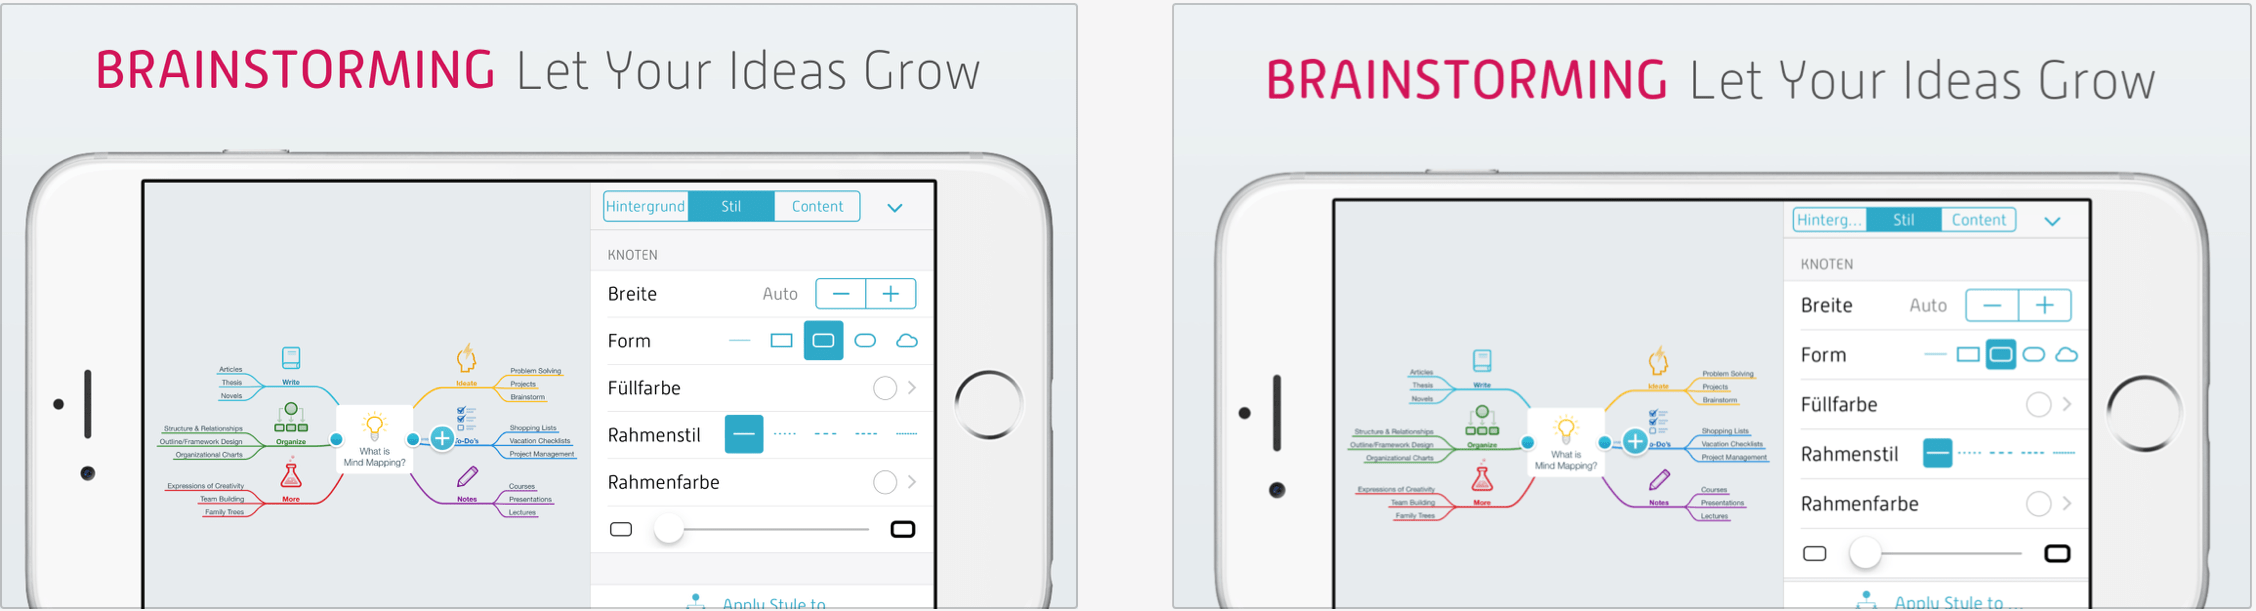 BRAINSTORMING Let Your Ideas Grow
Hintergrund Stil Content
KNOTEN
Breite Auto
Form
Füllfarbe
Rahmenstil
Rahmenfarbe
Apply Style to
Articles
Thesis
Novels
Write
Structure & Relationships
Outline/Framework Design
Organizational Charts
Organize
Expressions of Creativity
Team Building
Family Trees
More
What is
Mind Mapping?
Ideate
Problem Solving
Projects
Brainstorm
To-Do's
Shopping Lists
Vacation Checklists
Project Management
Notes
Courses
Presentations
Lectures
BRAINSTORMING Let Your Ideas Grow
Hinterg... Stil Content
KNOTEN
Breite Auto
Form
Füllfarbe
Rahmenstil
Rahmenfarbe
Apply Style to ...
Articles
Thesis
Novels
Write
Structure & Relationships
Outline/Framework Design
Organizational Charts
Organize
Expressions of Creativity
Team Building
Family Trees
More
What is
Mind Mapping?
Ideate
Problem Solving
Projects
Brainstorm
o-Do's
Shopping Lists
Vacation Checklists
Project Management
Notes
Courses
Presentations
Lectures